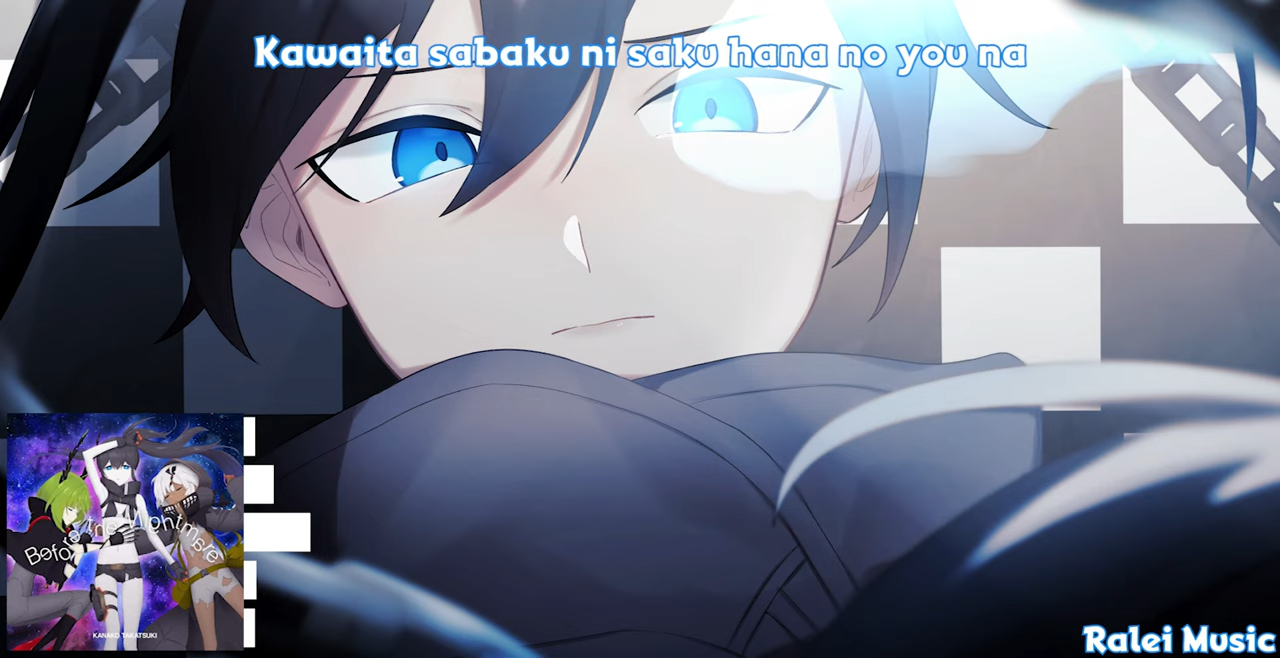 Kawaita sabaku ni saku hana no you na
Before the Nightmare
KANAKO TAKATSUKI
Ralei Music